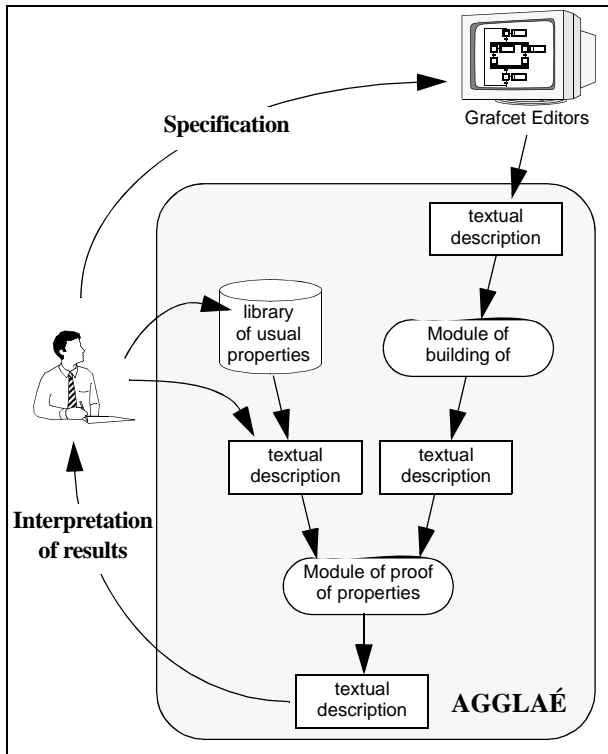 Specification
Grafcet Editors
textual
description
library
of usual
properties
Module of
building of
textual
description
textual
description
Interpretation
of results
Module of proof
of properties
textual
description
AGGLAÉ